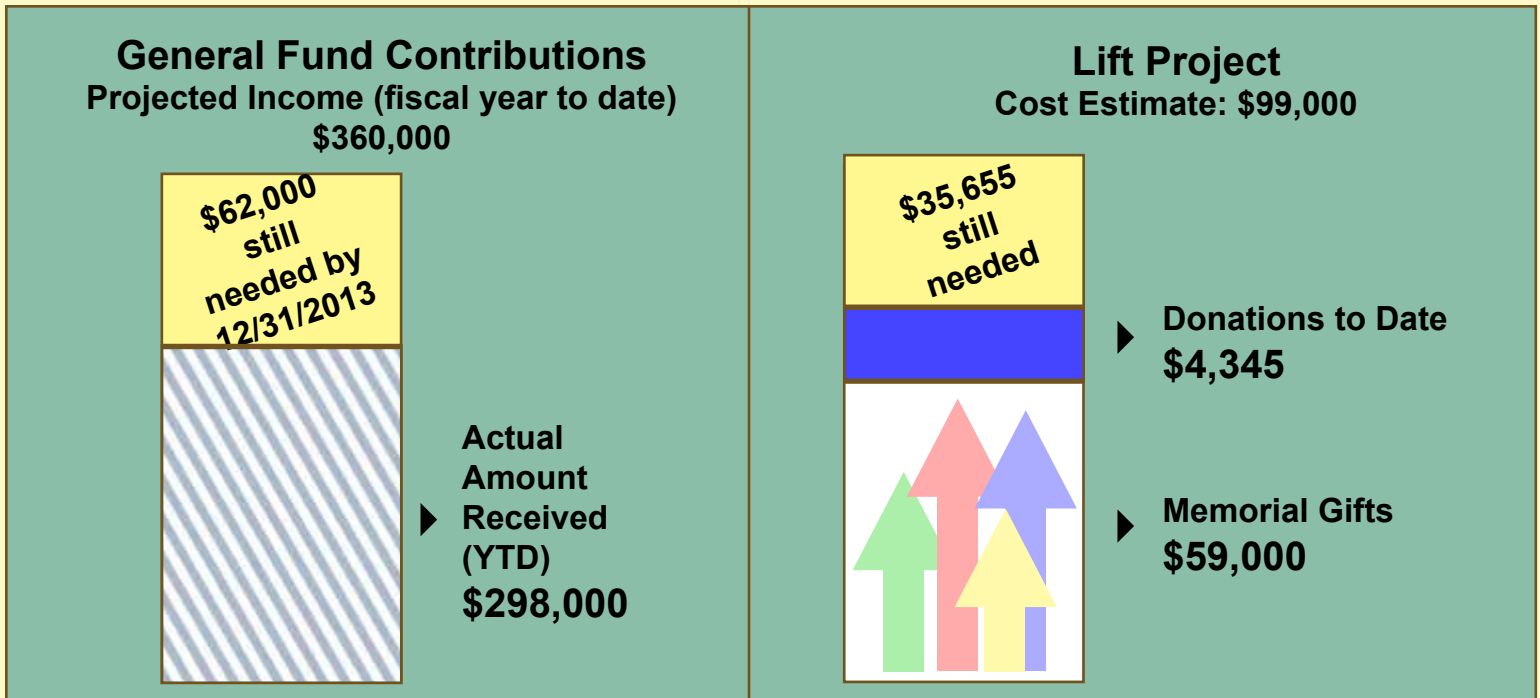 General Fund Contributions
Projected Income (fiscal year to date)
$360,000
$62,000
still
needed by
12/31/2013
Actual
Amount
Received
(YTD)
$298,000
Lift Project
Cost Estimate: $99,000
$35,655
still
needed
Donations to Date
$4,345
Memorial Gifts
$59,000